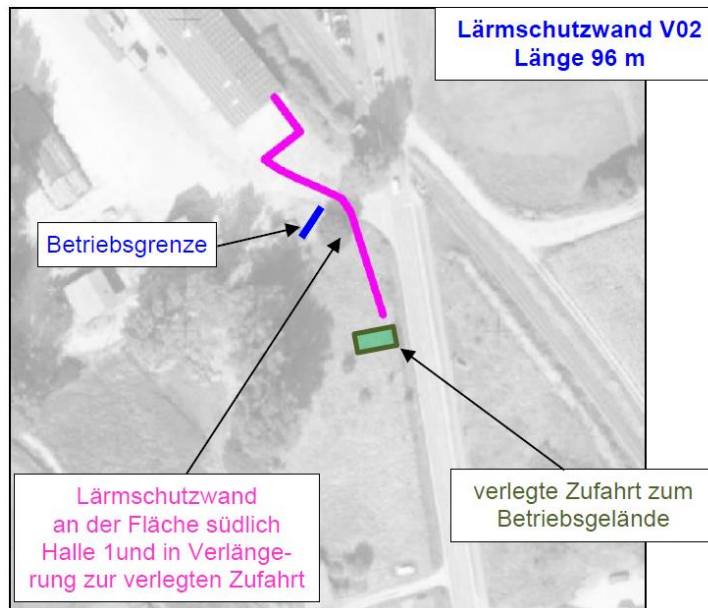 Lärmschutzwand V02
Länge 96 m
Betriebsgrenze
Lärmschutzwand
an der Fläche südlich
Halle 1und in Verlänge-
rung zur verlegten Zufahrt
verlegte Zufahrt zum
Betriebsgelände